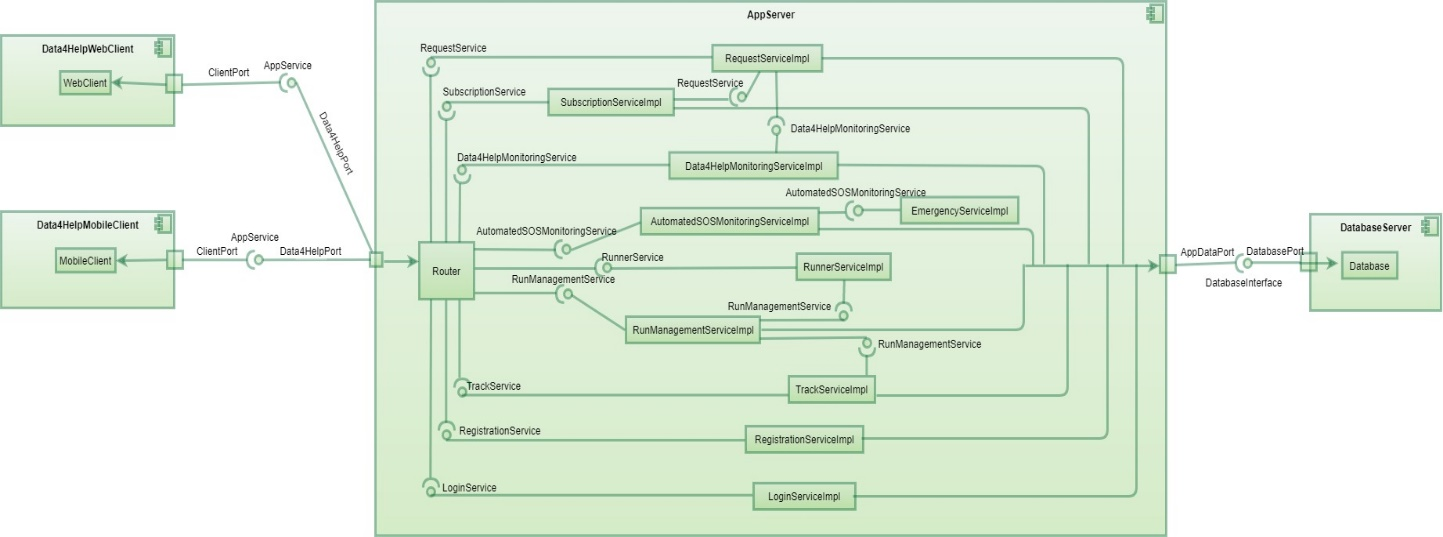 AppServer
Data4HelpWebClient
WebClient
ClientPort
AppService
Data4HelpPort
Data4HelpMobileClient
MobileClient
ClientPort
AppService
Data4HelpPort
Router
RequestService
RequestServiceImpl
RequestService
SubscriptionService
SubscriptionServiceImpl
Data4HelpMonitoringService
Data4HelpMonitoringService
Data4HelpMonitoringServiceImpl
AutomatedSOSMonitoringService
EmergencyServiceImpl
AutomatedSOSMonitoringServiceImpl
AutomatedSOSMonitoringService
RunnerService
RunnerServiceImpl
RunManagementService
RunManagementService
RunManagementServiceImpl
RunManagementService
TrackService
TrackServiceImpl
RegistrationService
RegistrationServiceImpl
LoginService
LoginServiceImpl
AppDataPort
DatabasePort
DatabaseInterface
DatabaseServer
Database